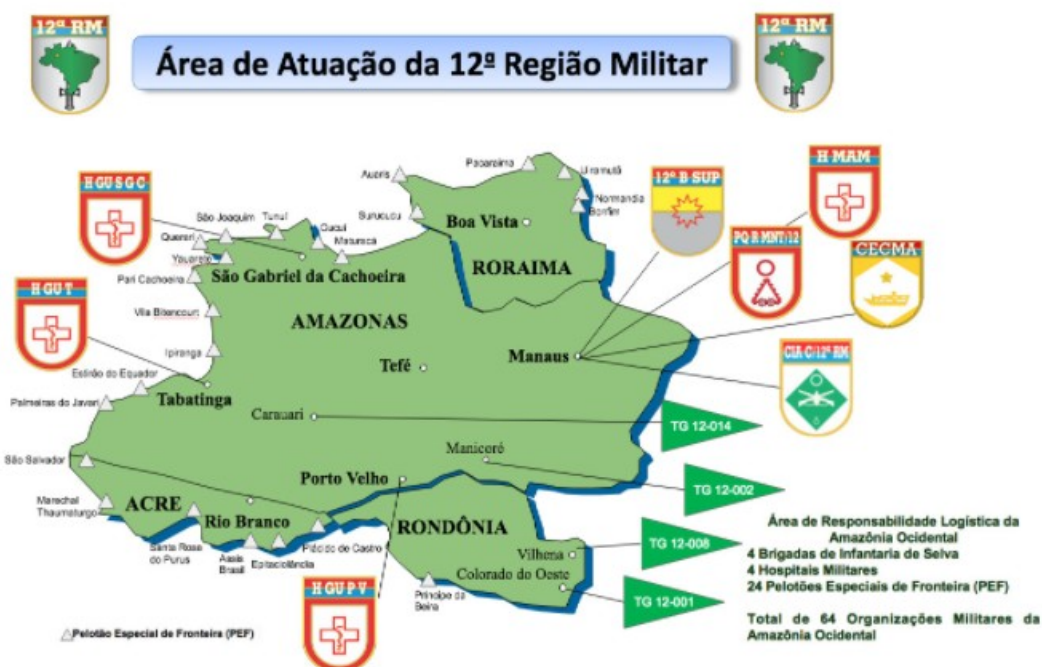 12ª RM
Área de Atuação da 12ª Região Militar
12ª RM
H GU S G C
São Joaquim
Tunuí
Cucuí
Querari
Yauaretê
Maturacá
Pari Cachoeira
São Gabriel da Cachoeira
Auaris
Surucucu
Pacaraima
Uiramutã
Normandia
Bonfim
Boa Vista
RORAIMA
12º B SUP
H MAM
PQ R MNT/12
CECMA
CIA C/12ª RM
H GU T
Vila Bitencourt
AMAZONAS
Ipiranga
Tefé
Manaus
Estirão do Equador
Palmeiras do Javari
Tabatinga
Carauari
TG 12-014
Manicoré
São Salvador
Porto Velho
TG 12-002
Marechal
Thaumaturgo
ACRE
Rio Branco
RONDÔNIA
Santa Rosa
do Purus
Assis
Brasil
Epitaciolândia
Plácido de Castro
Vilhena
TG 12-008
Colorado do Oeste
Príncipe da
Beira
TG 12-001
H GU P V
Área de Responsabilidade Logística da
Amazônia Ocidental
4 Brigadas de Infantaria de Selva
4 Hospitais Militares
24 Pelotões Especiais de Fronteira (PEF)
Total de 64 Organizações Militares da
Amazônia Ocidental
Pelotão Especial de Fronteira (PEF)